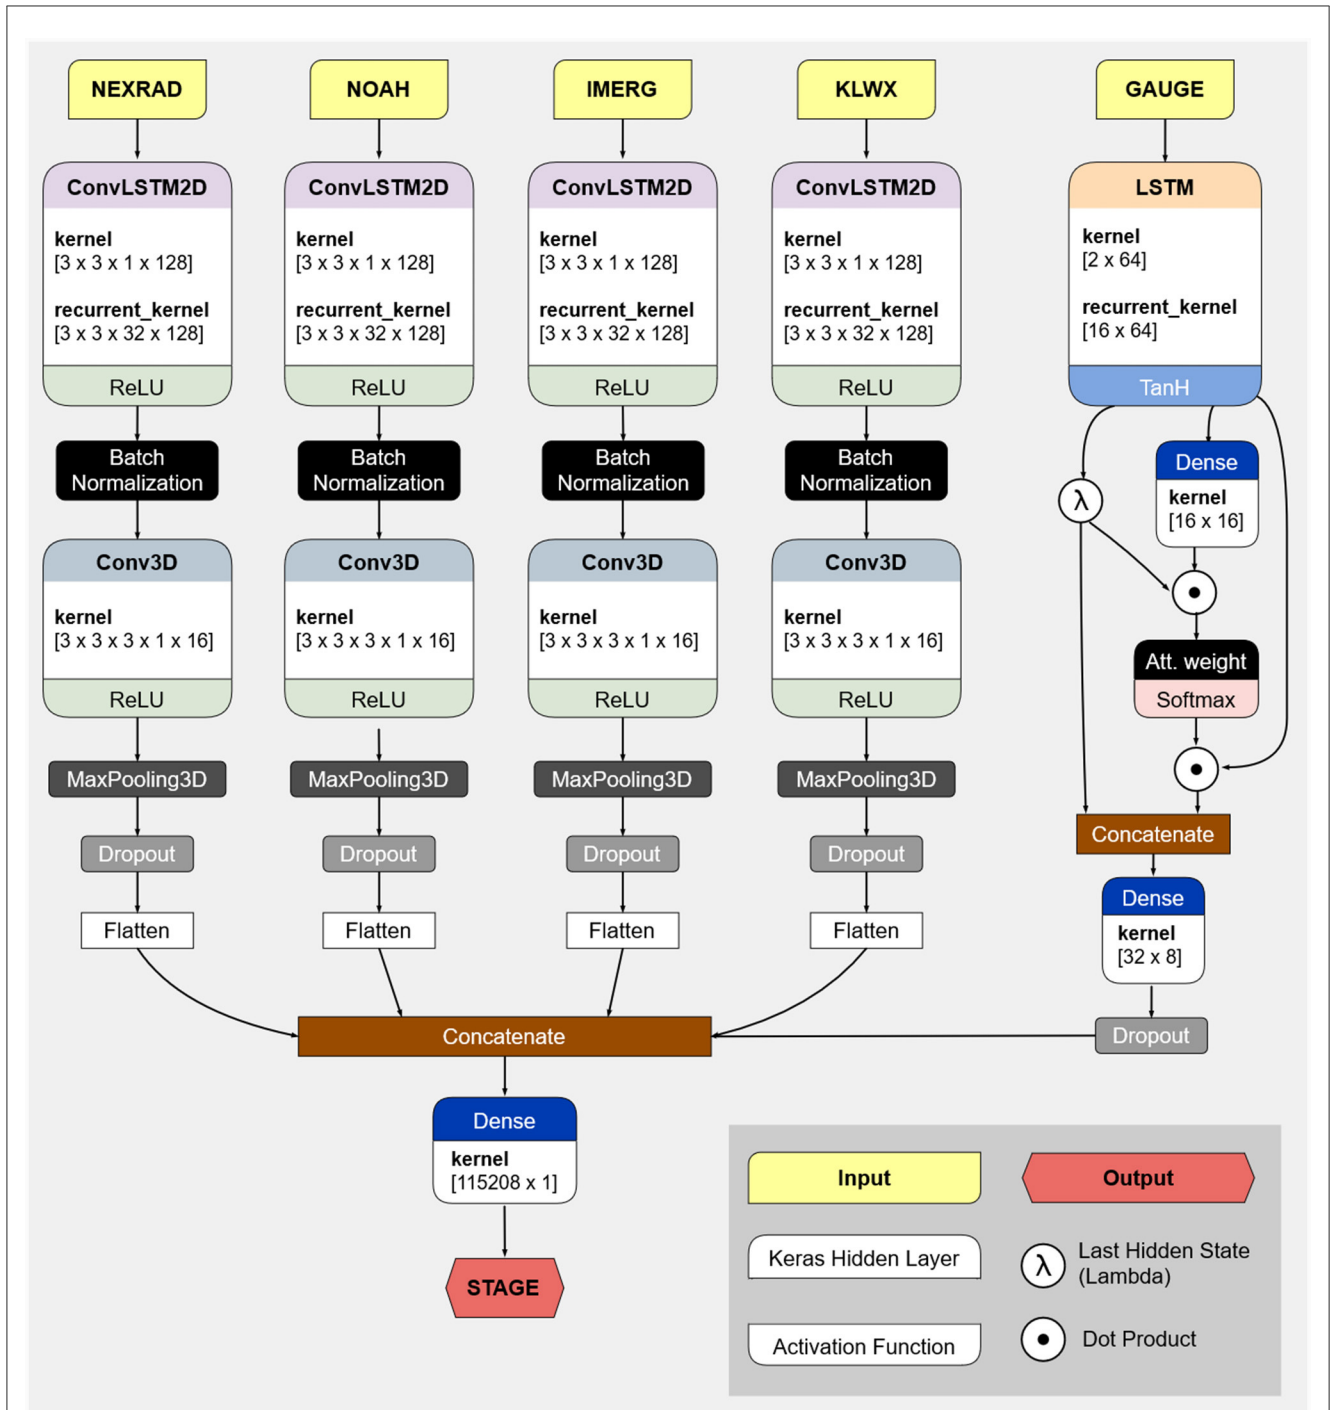 NEXRAD
NOAH
IMERG
KLWX
GAUGE
ConvLSTM2D
kernel
[3 x 3 x 1 x 128]
recurrent_kernel
[3 x 3 x 32 x 128]
ReLU
ConvLSTM2D
kernel
[3 x 3 x 1 x 128]
recurrent_kernel
[3 x 3 x 32 x 128]
ReLU
ConvLSTM2D
kernel
[3 x 3 x 1 x 128]
recurrent_kernel
[3 x 3 x 32 x 128]
ReLU
ConvLSTM2D
kernel
[3 x 3 x 1 x 128]
recurrent_kernel
[3 x 3 x 32 x 128]
ReLU
LSTM
kernel
[2 x 64]
recurrent_kernel
[16 x 64]
TanH
Batch
Normalization
Batch
Normalization
Batch
Normalization
Batch
Normalization
λ
Dense
kernel
[16 x 16]
Conv3D
kernel
[3 x 3 x 3 x 1 x 16]
ReLU
Conv3D
kernel
[3 x 3 x 3 x 1 x 16]
ReLU
Conv3D
kernel
[3 x 3 x 3 x 1 x 16]
ReLU
Conv3D
kernel
[3 x 3 x 3 x 1 x 16]
ReLU
Att. weight
Softmax
MaxPooling3D
MaxPooling3D
MaxPooling3D
MaxPooling3D
Concatenate
Dropout
Dropout
Dropout
Dropout
Dense
kernel
[32 x 8]
Flatten
Flatten
Flatten
Flatten
Concatenate
Dropout
Dense
kernel
[115208 x 1]
STAGE
Input
Output
Keras Hidden Layer
λ
Last Hidden State
(Lambda)
Activation Function
Dot Product